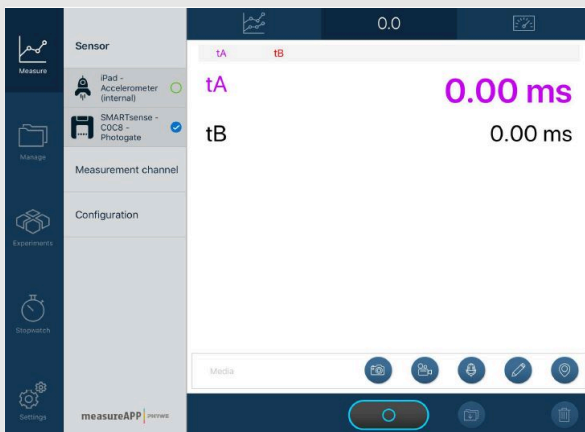 Measure
Manage
Experiments
Stopwatch
Settings
Sensor
iPad -
Accelerometer
(internal)
SMARTsense -
C0C8 -
Photogate
Measurement channel
Configuration
measureAPP PHYWE
0.0
tA tB
tA 0.00 ms
tB 0.00 ms
Media